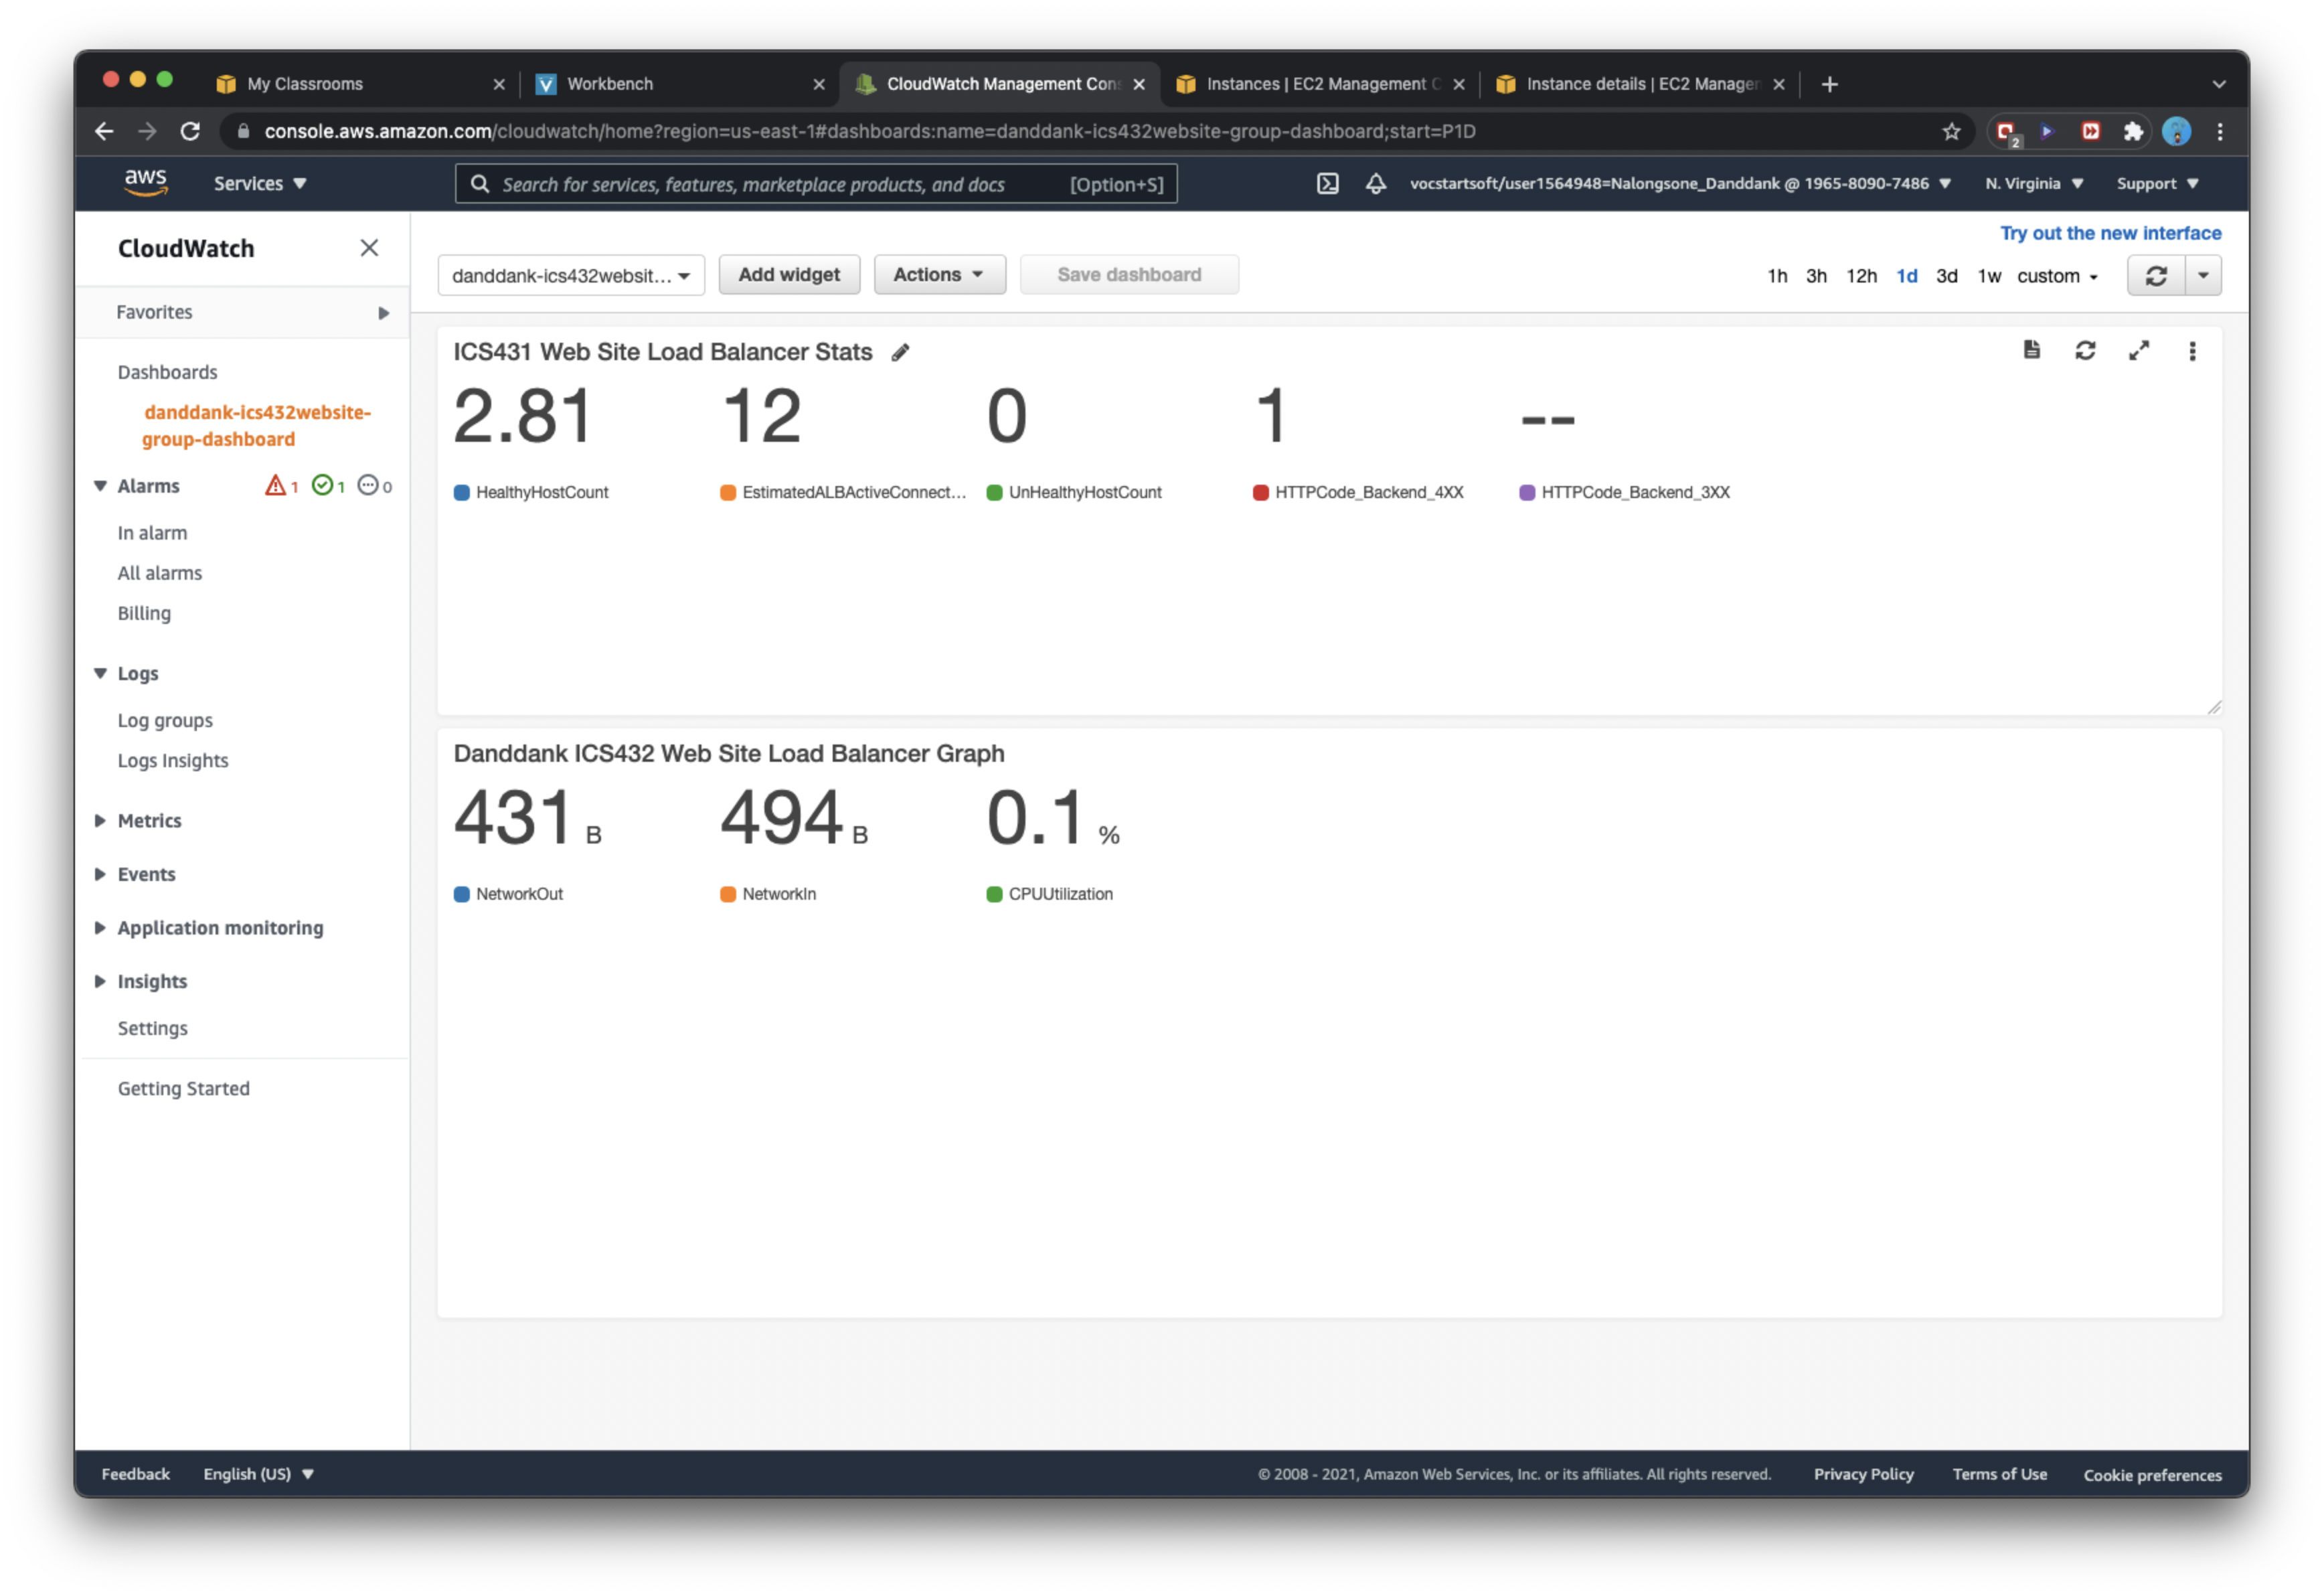 My Classrooms
Workbench
CloudWatch Management Cons
Instances | EC2 Management C
Instance details | EC2 Managen
console.aws.amazon.com/cloudwatch/home?region=us-east-1#dashboards:name=danddank-ics432website-group-dashboard;start=P1D
2
aws
Services
Search for services, features, marketplace products, and docs
[Option+S]
vocstartsoft/user1564948=Nalongsone_Danddank @ 1965-8090-7486
N. Virginia
Support
CloudWatch
Favorites
Dashboards
danddank-ics432website-
group-dashboard
Alarms
1
1
0
In alarm
All alarms
Billing
Logs
Log groups
Logs Insights
Metrics
Events
Application monitoring
Insights
Settings
Getting Started
Try out the new interface
danddank-ics432websit...
Add widget
Actions
Save dashboard
1h 3h 12h 1d 3d 1w custom
ICS431 Web Site Load Balancer Stats
2.81 12 0 1 --
HealthyHostCount EstimatedALBActiveConnect... UnHealthyHostCount HTTPCode_Backend_4XX HTTPCode_Backend_3XX
Danddank ICS432 Web Site Load Balancer Graph
431 B 494 B 0.1 %
NetworkOut NetworkIn CPUUtilization
Feedback English (US)
© 2008 - 2021, Amazon Web Services, Inc. or its affiliates. All rights reserved. Privacy Policy Terms of Use Cookie preferences